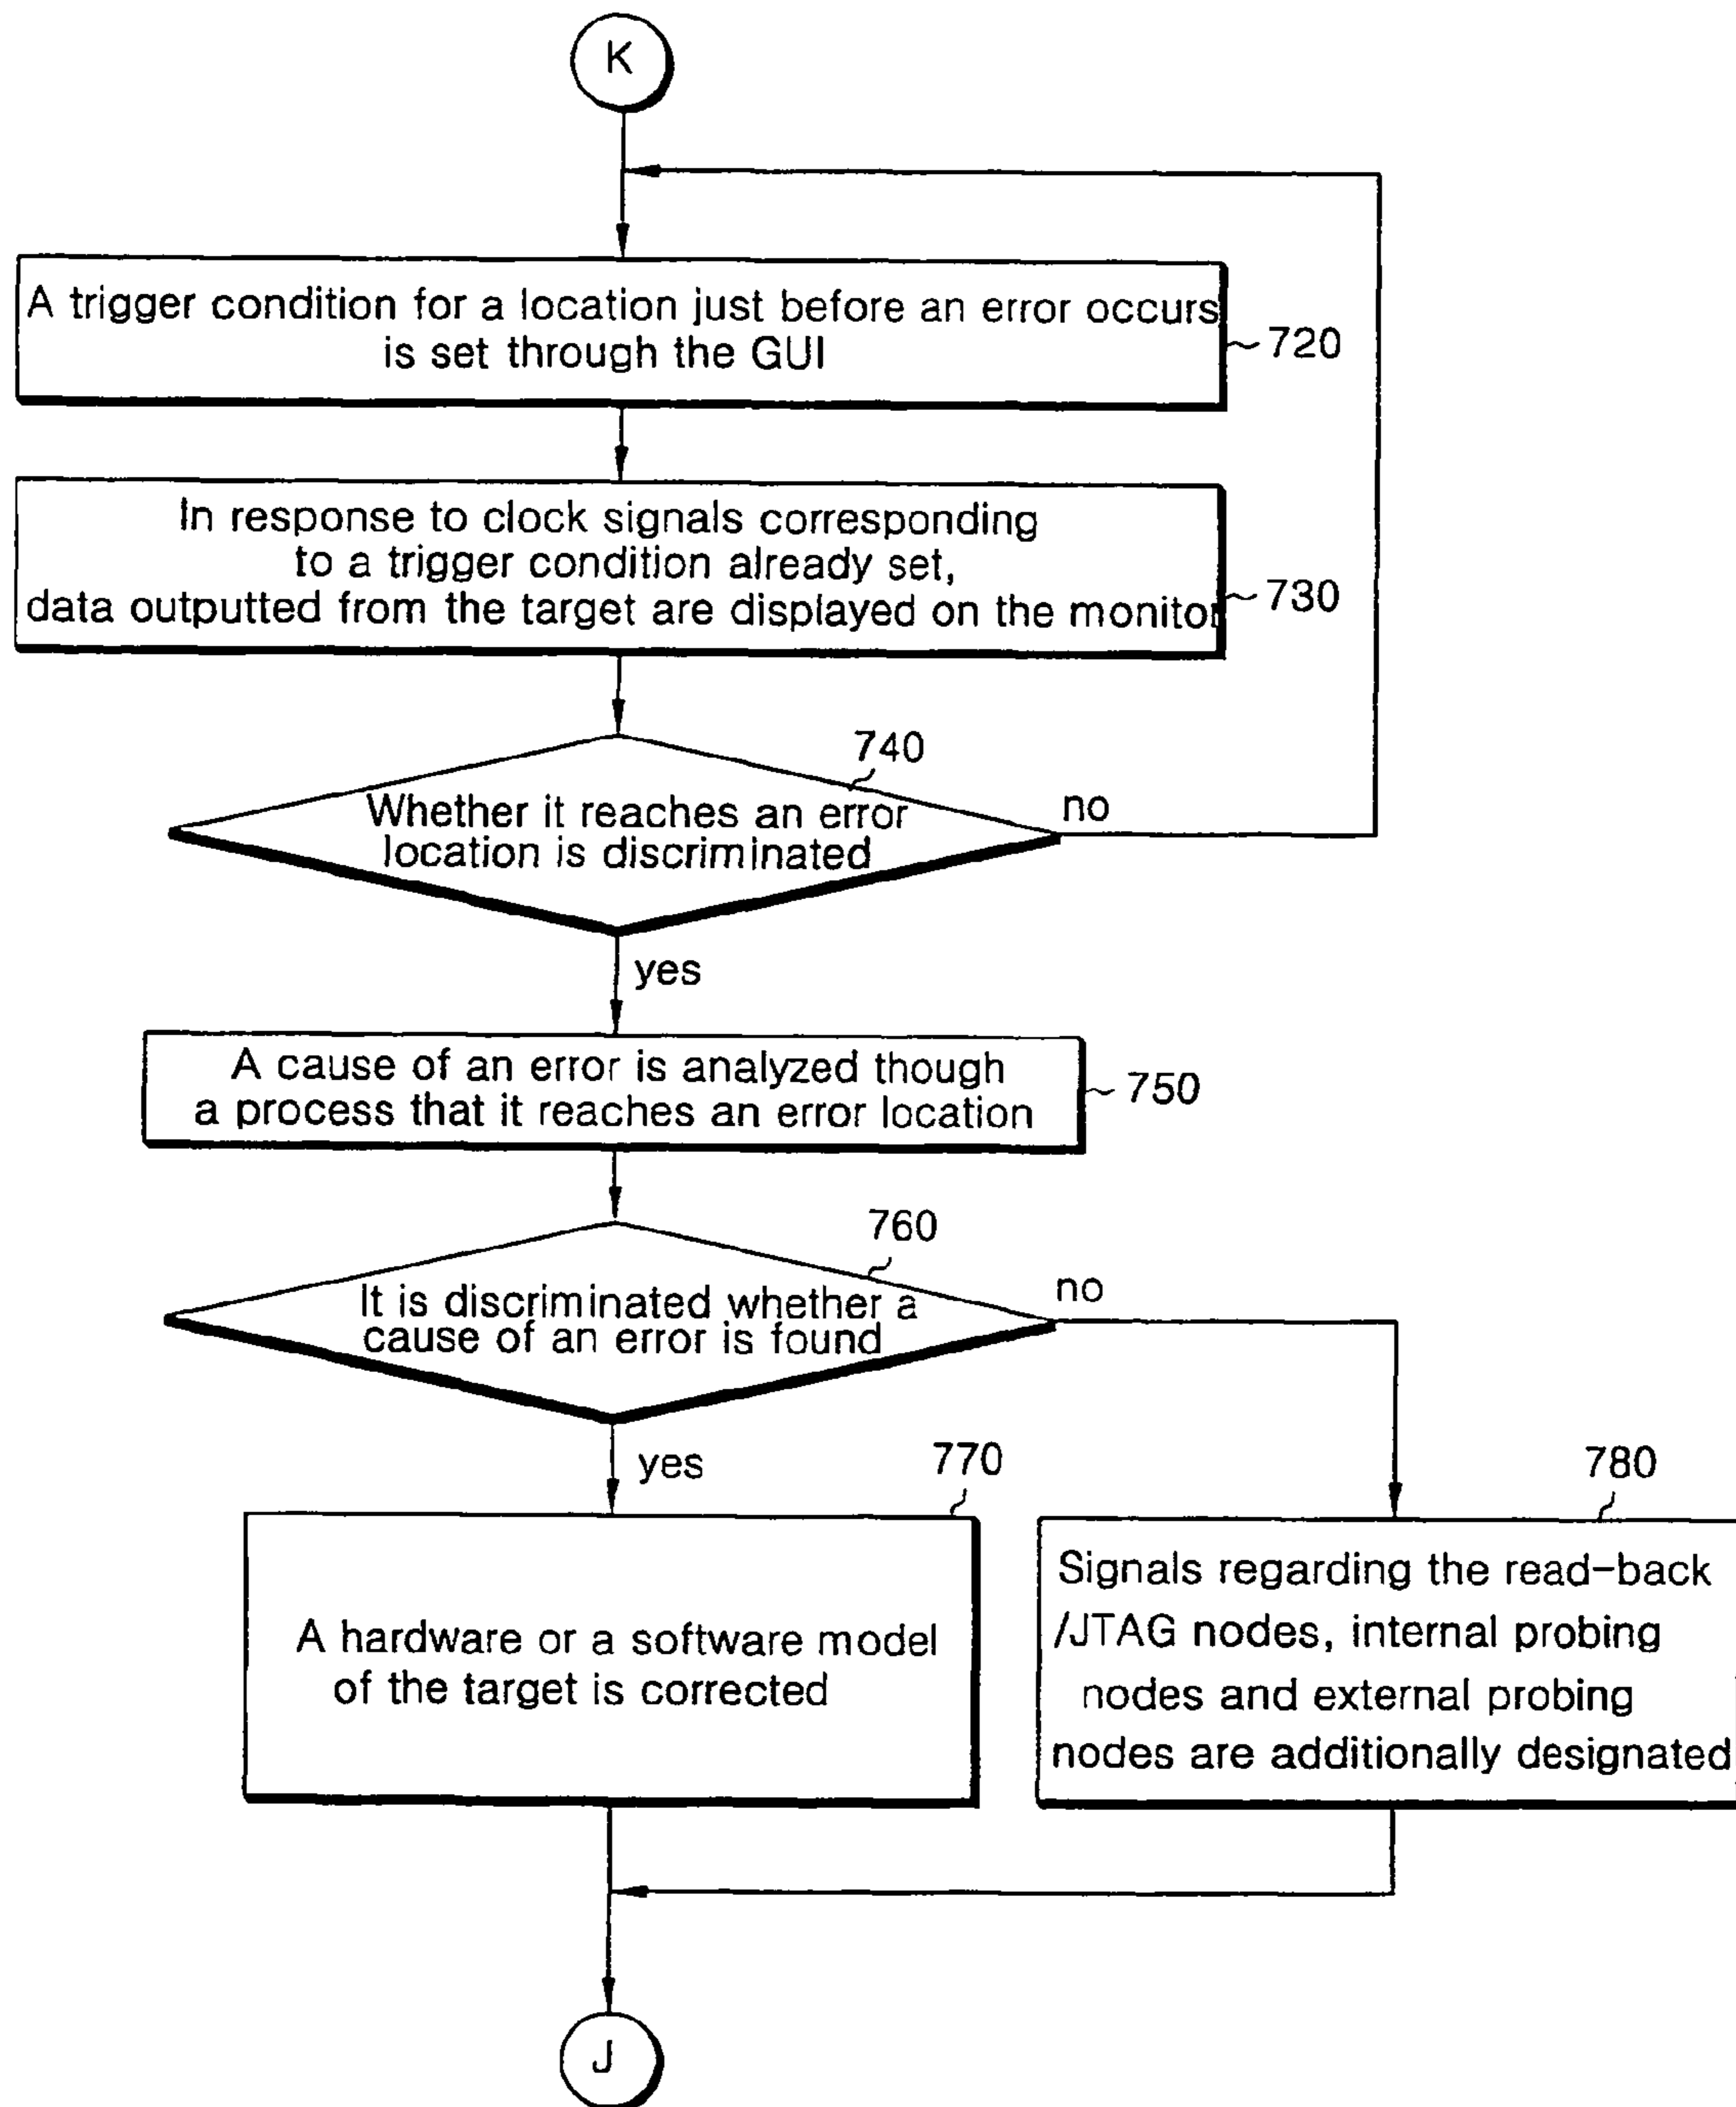 K
A trigger condition for a location just before an error occurs
is set through the GUI
720
In response to clock signals corresponding
to a trigger condition already set,
data outputted from the target are displayed on the monitor
730
740
Whether it reaches an error
location is discriminated
no
yes
A cause of an error is analyzed though
a process that it reaches an error location
750
760
It is discriminated whether a
cause of an error is found
no
yes
770
780
A hardware or a software model
of the target is corrected
Signals regarding the read-back
/JTAG nodes, internal probing
nodes and external probing
nodes are additionally designated
J